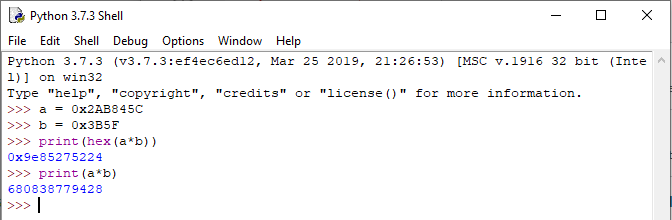 Python 3.7.3 Shell
File Edit Shell Debug Options Window Help
Python 3.7.3 (v3.7.3:ef4ec6ed12, Mar 25 2019, 21:26:53) [MSC v.1916 32 bit (Inte
l)] on win32
Type "help", "copyright", "credits" or "license()" for more information.
>>> a = 0x2AB845C
>>> b = 0x3B5F
>>> print(hex(a*b))
0x9e85275224
>>> print(a*b)
680838779428
>>>